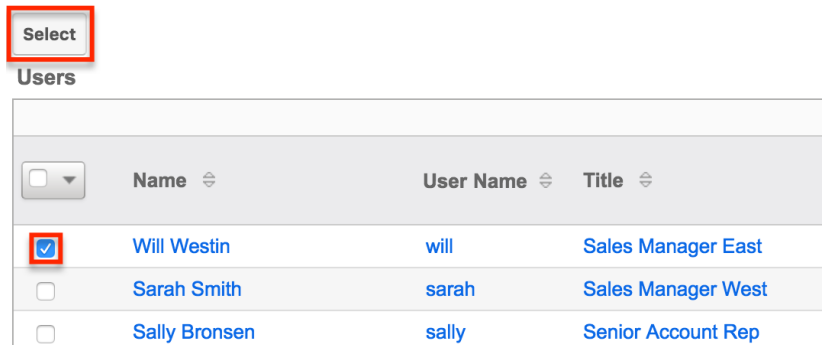 Select
Users
Name User Name Title
Will Westin will Sales Manager East
Sarah Smith sarah Sales Manager West
Sally Bronsen sally Senior Account Rep